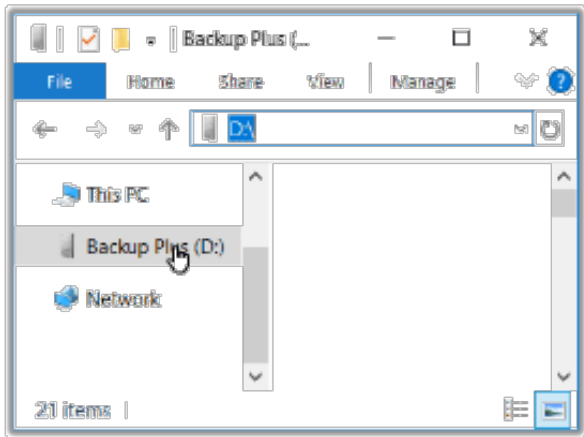 Backup Plus (...
File Home Share View Manage
D:\
This PC
Backup Plus (D:)
Network
21 items